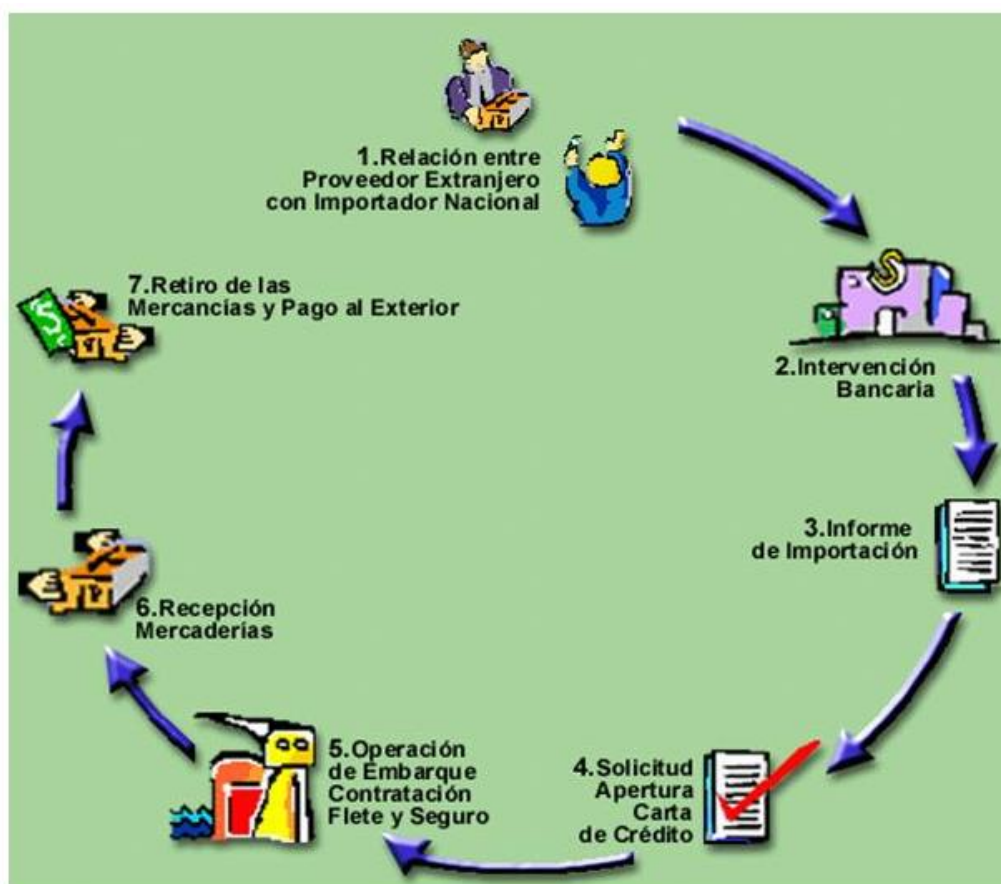 1.Relación entre
Proveedor Extranjero
con Importador Nacional
2.Intervención
Bancaria
3.Informe
de Importación
4.Solicitud
Apertura
Carta
de Crédito
5.Operación
de Embarque
Contratación
Flete y Seguro
6.Recepción
Mercaderías
7.Retiro de las
Mercancías y Pago al Exterior